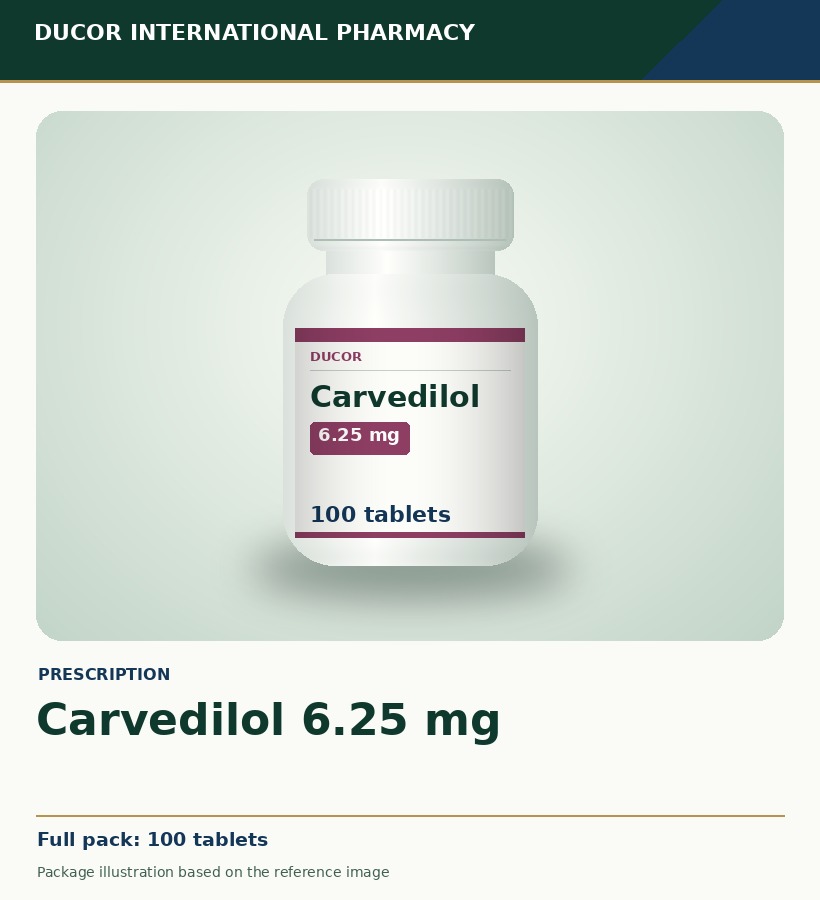 DUCOR INTERNATIONAL PHARMACY
DUCOR
Carvedilol
6.25 mg
100 tablets
PRESCRIPTION
Carvedilol 6.25 mg
Full pack: 100 tablets
Package illustration based on the reference image